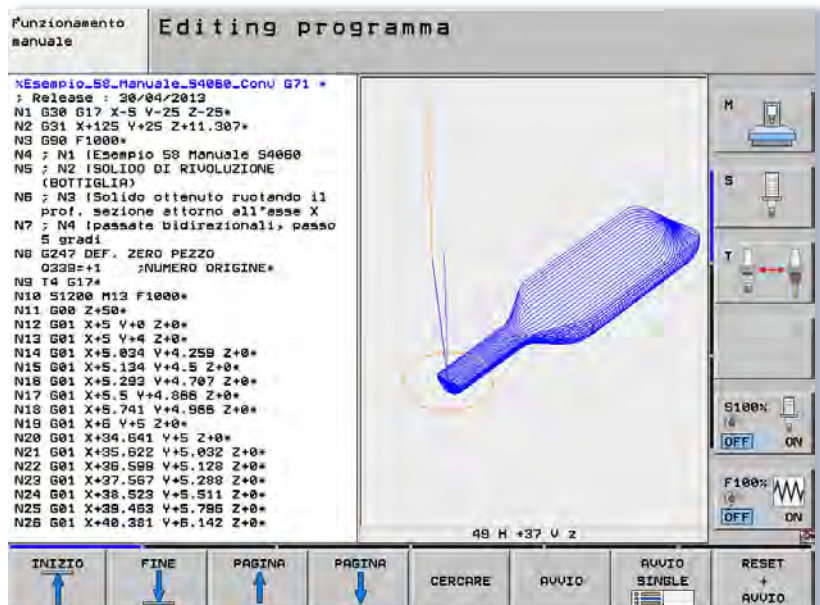 Funzionamento
manuale
Editing programma
%Esempio_58_Manuale_S4060_Conv G71 *
; Release : 30/04/2013
N1 G30 G17 X-5 Y-25 Z-25*
N2 G31 X+125 Y+25 Z+11.307*
N3 G90 F1000*
N4 ; N1 (Esempio 58 Manuale S4060
N5 ; N2 (SOLIDO DI RIVOLUZIONE
(BOTTIGLIA)
N6 ; N3 (Solido ottenuto ruotando il
prof. sezione attorno all'asse X
N7 ; N4 (passate bidirezionali, passo
5 gradi
N8 G247 DEF. ZERO PEZZO
Q339=+1 ;NUMERO ORIGINE*
N9 T4 G17*
N10 S1200 M13 F1000*
N11 G00 Z+50*
N12 G01 X+5 Y+0 Z+0*
N13 G01 X+5 Y+4 Z+0*
N14 G01 X+5.034 Y+4.259 Z+0*
N15 G01 X+5.134 Y+4.5 Z+0*
N16 G01 X+5.293 Y+4.707 Z+0*
N17 G01 X+5.5 Y+4.866 Z+0*
N18 G01 X+5.741 Y+4.966 Z+0*
N19 G01 X+6 Y+5 Z+0*
N20 G01 X+34.641 Y+5 Z+0*
N21 G01 X+35.622 Y+5.032 Z+0*
N22 G01 X+36.599 Y+5.128 Z+0*
N23 G01 X+37.567 Y+5.288 Z+0*
N24 G01 X+38.523 Y+5.511 Z+0*
N25 G01 X+39.463 Y+5.796 Z+0*
N26 G01 X+40.381 Y+6.142 Z+0*
49 H +37 V z
M
S
T
S100%
OFF ON
F100%
OFF ON
INIZIO
FINE
PAGINA
PAGINA
CERCARE
AVVIO
AVVIO
SINGLE
RESET
+
AVVIO